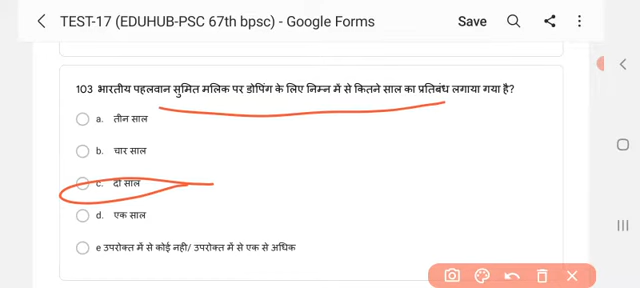 TEST-17 (EDUHUB-PSC 67th bpsc) - Google Forms Save
103 भारतीय पहलवान सुमित मलिक पर डोपिंग के लिए निम्न में से कितने साल का प्रतिबंध लगाया गया है?
a. तीन साल
b. चार साल
c. दो साल
d. एक साल
e उपरोक्त में से कोई नही/ उपरोक्त में से एक से अधिक